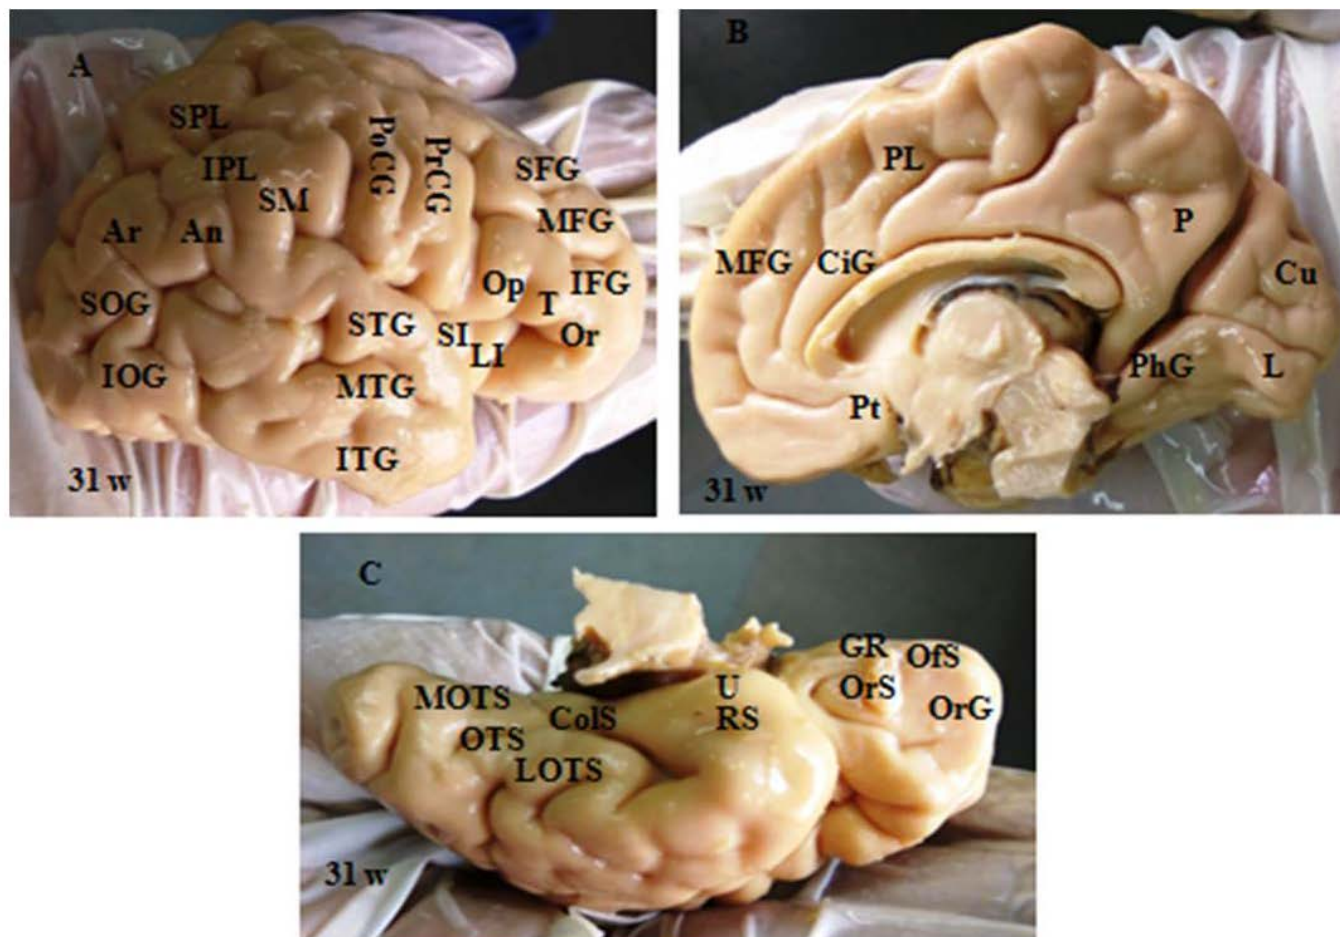 A
SPL
IPL
SM
PoCG
PrCG
SFG
MFG
Ar
An
Op
T
IFG
Or
SOG
STG
SI
LI
IOG
MTG
ITG
31 w
B
PL
P
MFG
CiG
Cu
PhG
L
Pt
31 w
C
GR
OfS
U
OrS
OrG
MOTS
ColS
RS
OTS
LOTS
31 w